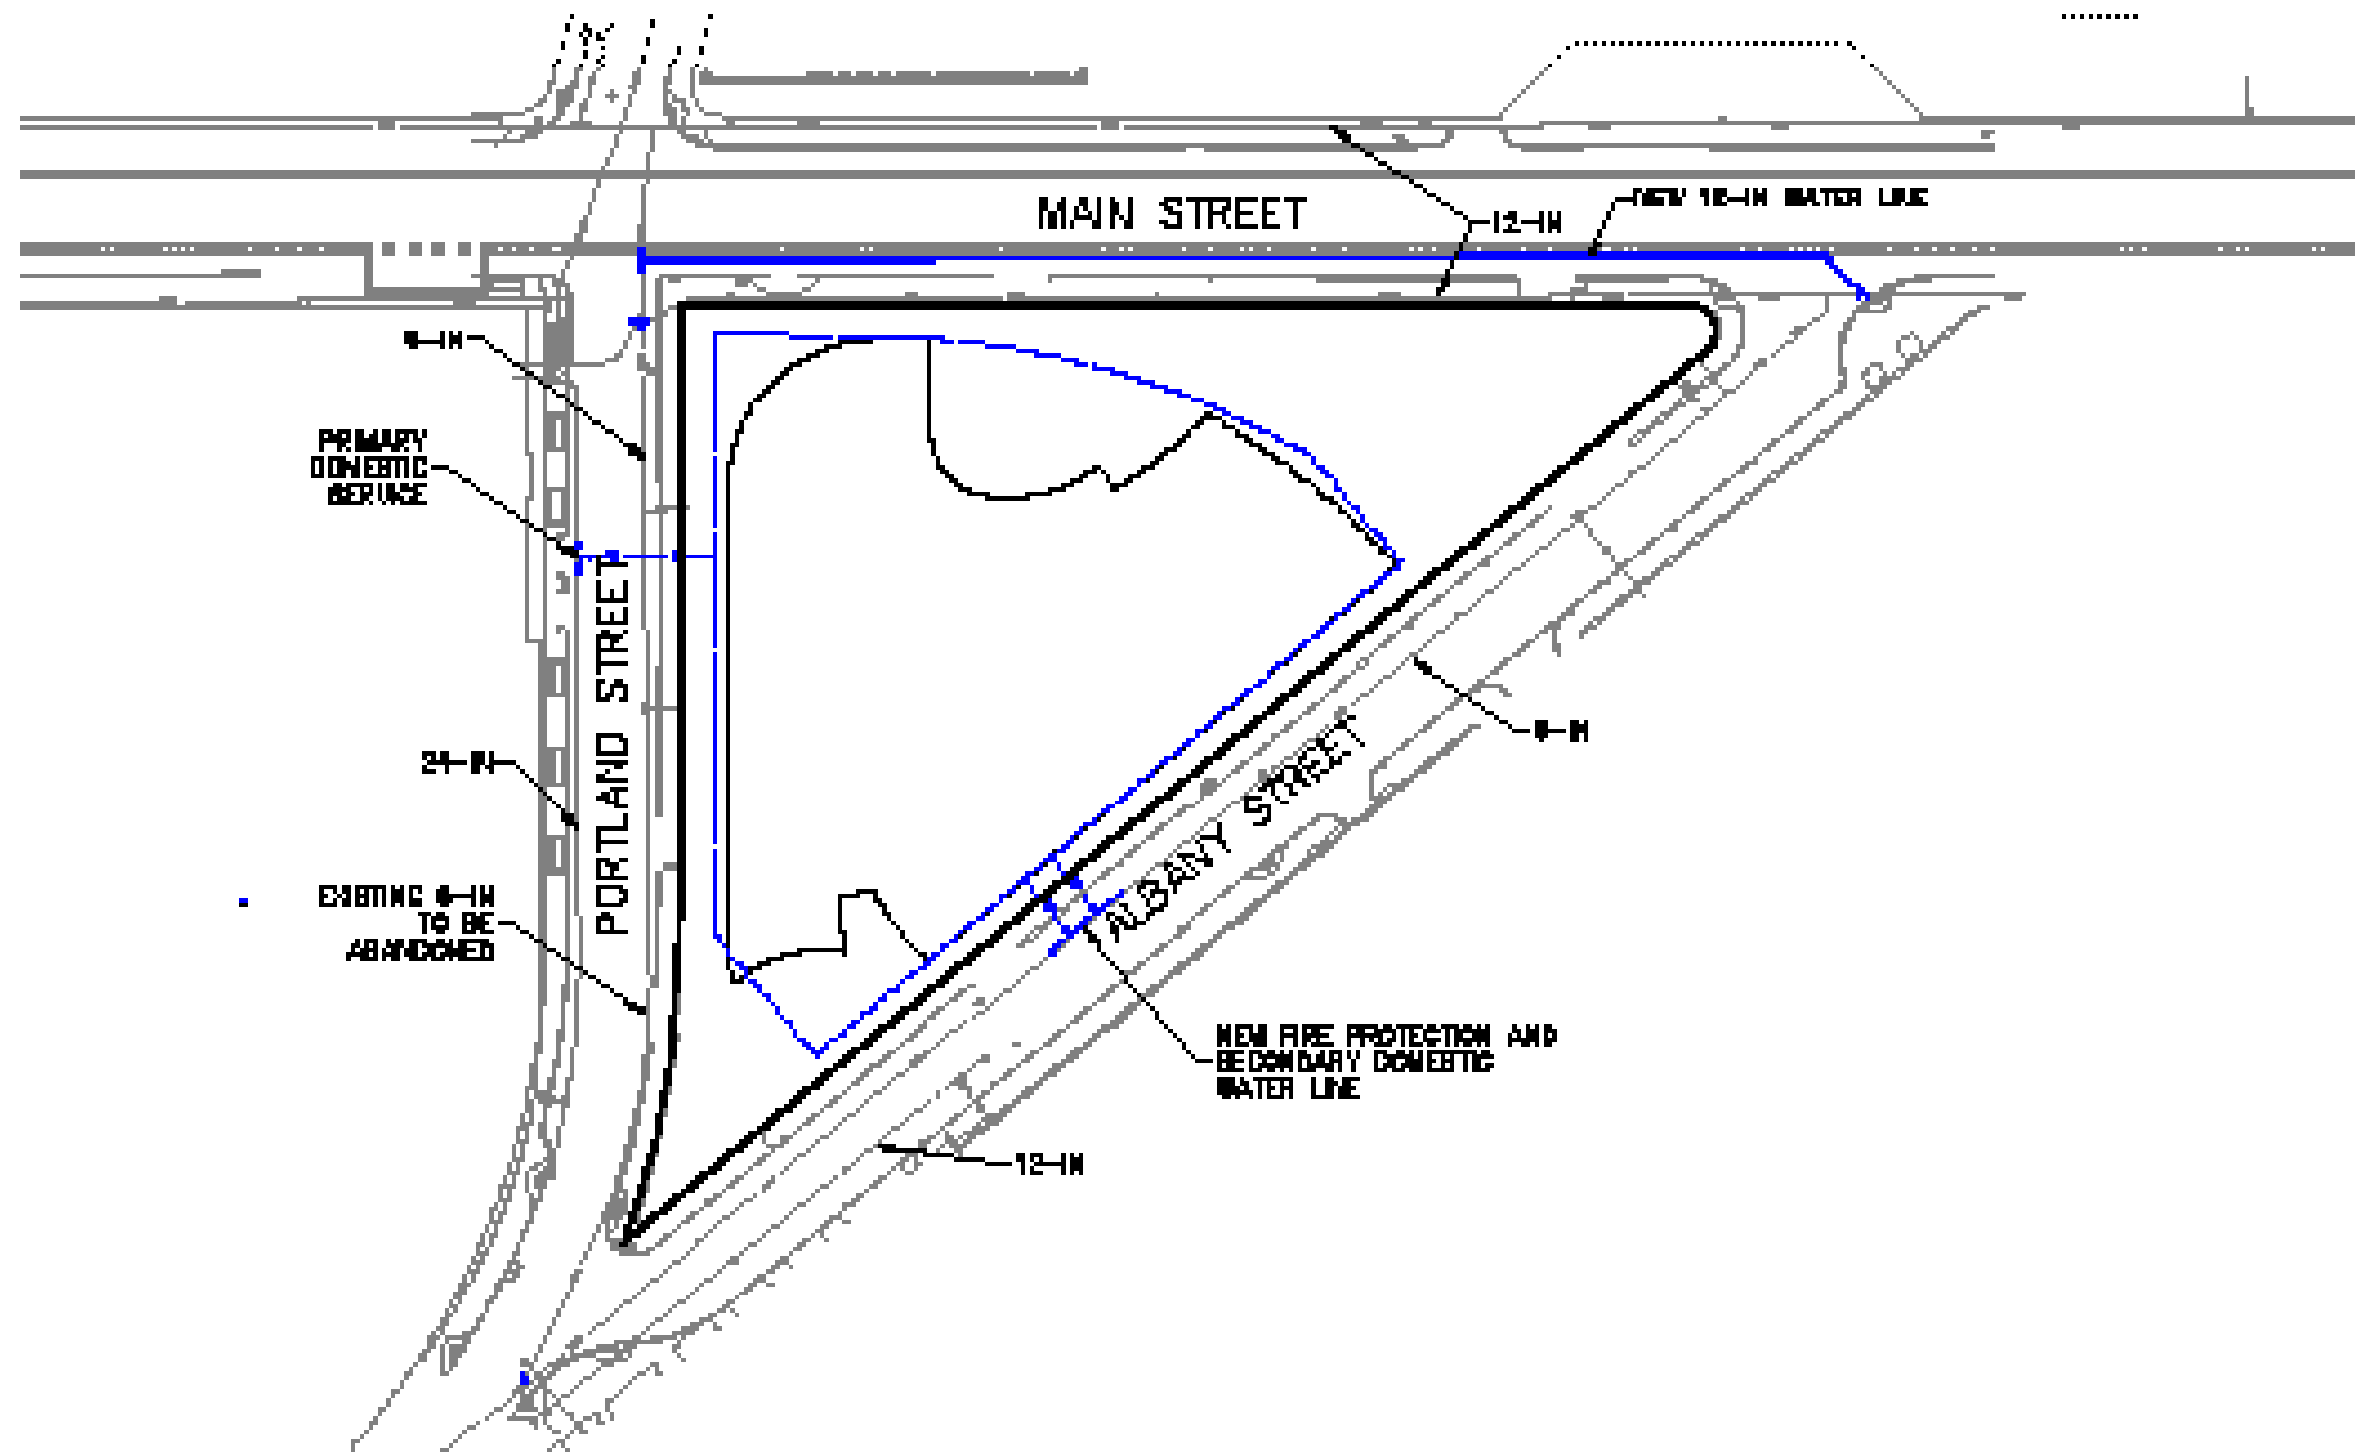 MAIN STREET
NEW 12-IN WATER LINE
12-IN
PRIMARY
DOMESTIC
SERVICE
24-IN
PORTLAND STREET
EXISTING 6-IN
TO BE
ABANDONED
ALBANY STREET
NEW FIRE PROTECTION AND
SECONDARY DOMESTIC
WATER LINE
12-IN